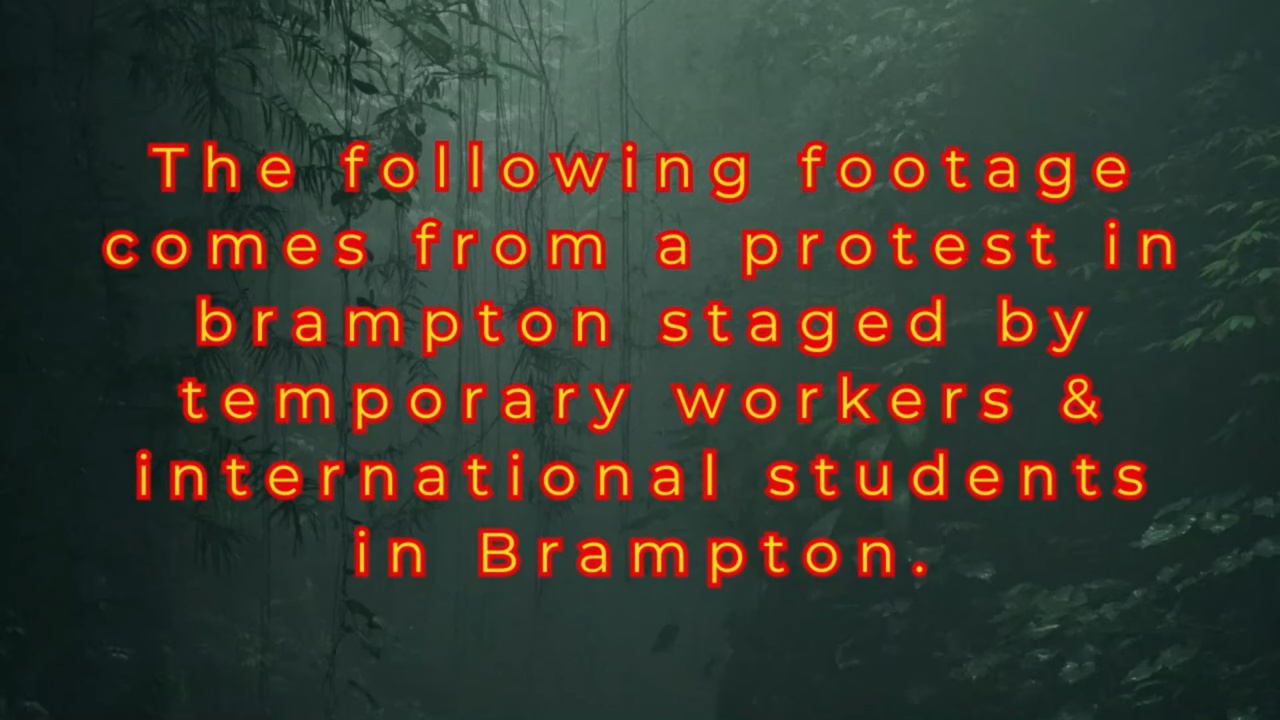 The following footage
comes from a protest in
brampton staged by
temporary workers &
international students
in Brampton.